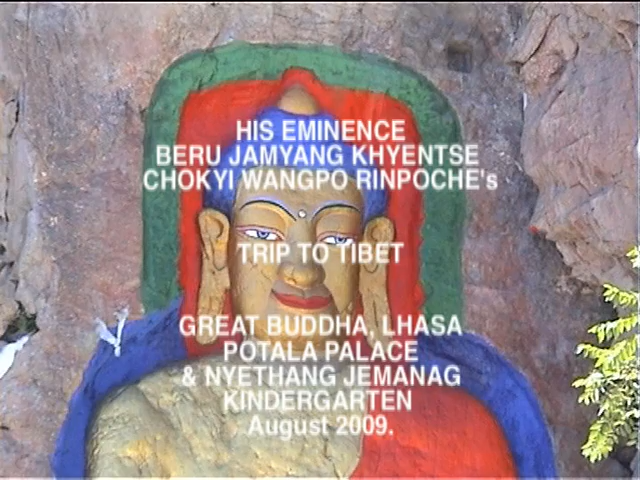 HIS EMINENCE
BERU JAMYANG KHYENTSE
CHOKYI WANGPO RINPOCHE's
TRIP TO TIBET
GREAT BUDDHA, LHASA
POTALA PALACE
& NYETHANG JEMANAG
KINDERGARTEN
August 2009.